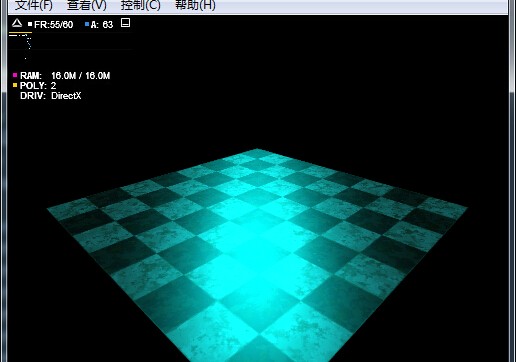 文件(F) 查看(V) 控制(C) 帮助(H)
FR:55/60 A: 63
RAM: 16.0M / 16.0M
POLY: 2
DRIV: DirectX